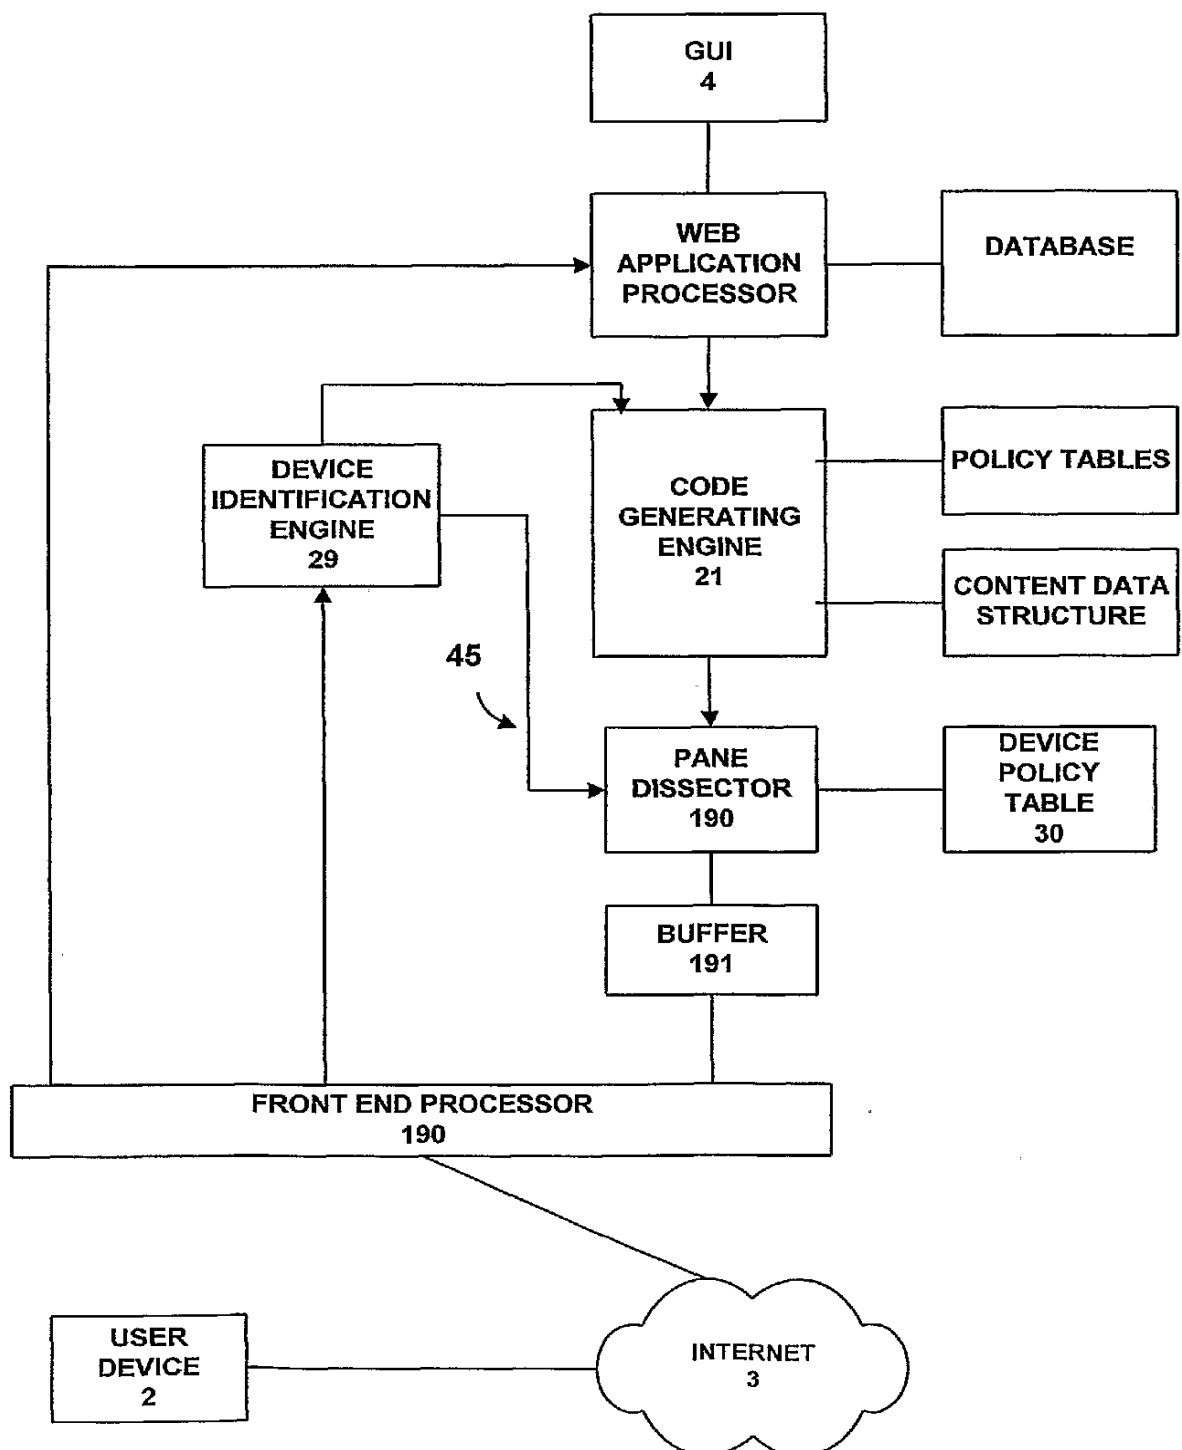 GUI
4
WEB
APPLICATION
PROCESSOR
DATABASE
DEVICE
IDENTIFICATION
ENGINE
29
CODE
GENERATING
ENGINE
21
POLICY TABLES
CONTENT DATA
STRUCTURE
45
PANE
DISSECTOR
190
DEVICE
POLICY
TABLE
30
BUFFER
191
FRONT END PROCESSOR
190
USER
DEVICE
2
INTERNET
3